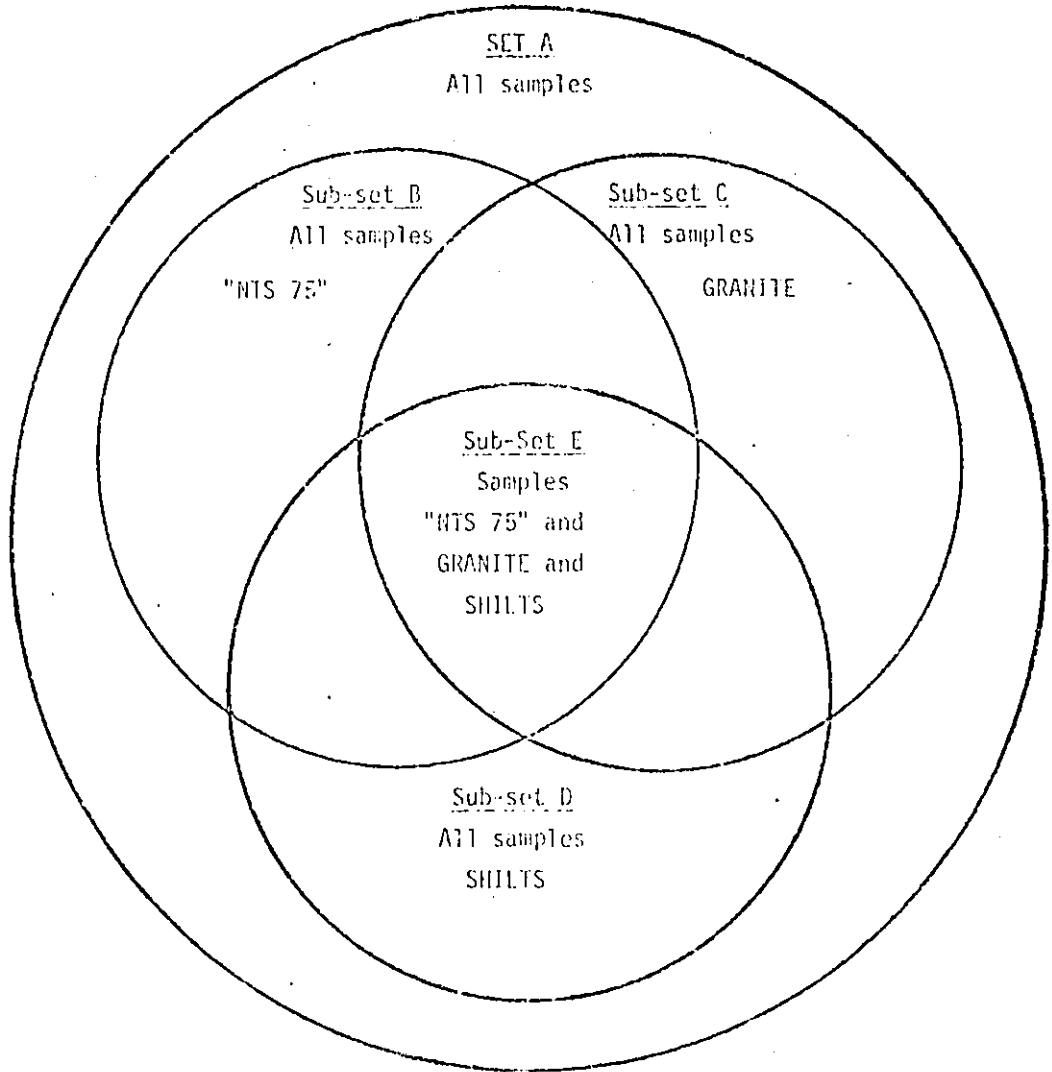 SET A
All samples
Sub-set B
All samples
"NTS 75"
Sub-set C
All samples
GRANITE
Sub-Set E
Samples
"NTS 75" and
GRANITE and
SHILTS
Sub-set D
All samples
SHILTS